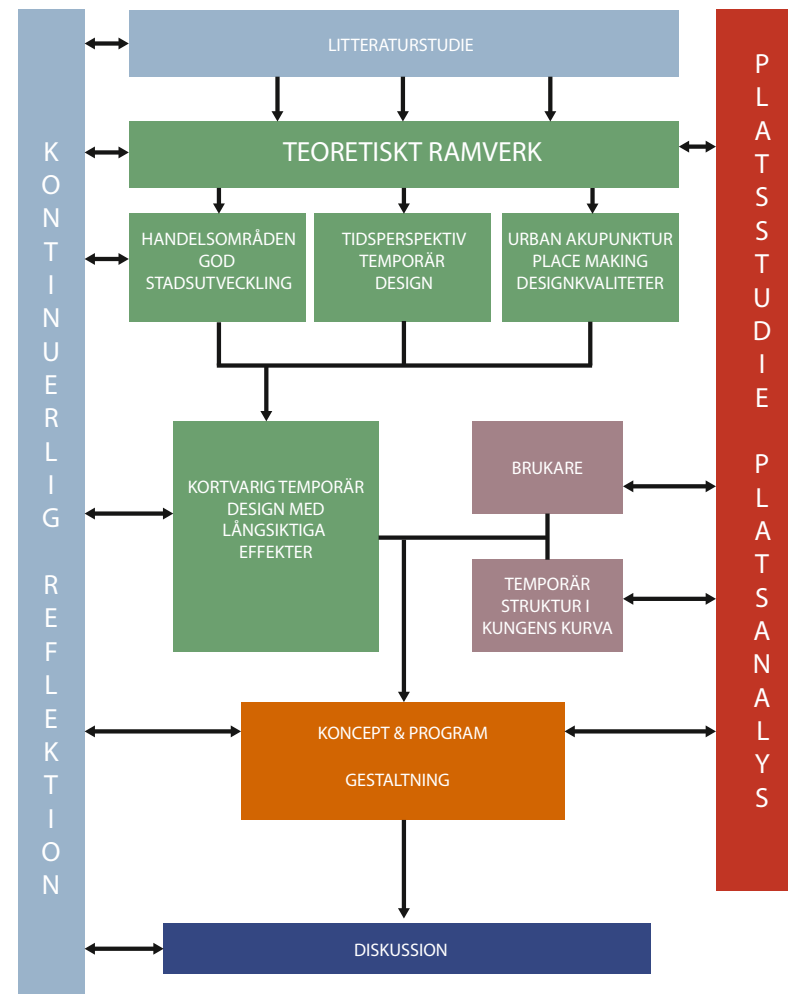 LITTERATURSTUDIE
TEORETISKT RAMVERK
HANDELSOMRÅDEN
GOD
STADSUTVECKLING
TIDSPERSPEKTIV
TEMPORÄR
DESIGN
URBAN AKUPUNKTUR
PLACE MAKING
DESIGNKVALITETER
KORTVARIG TEMPORÄR
DESIGN MED
LÅNGSIKTIGA
EFFEKTER
BRUKARE
TEMPORÄR
STRUKTUR I
KUNGENS KURVA
KONCEPT & PROGRAM
GESTALTNING
DISKUSSION
KONTINUERLIG REFLEKTION
PLATSSTUDIE PLATSANALYS